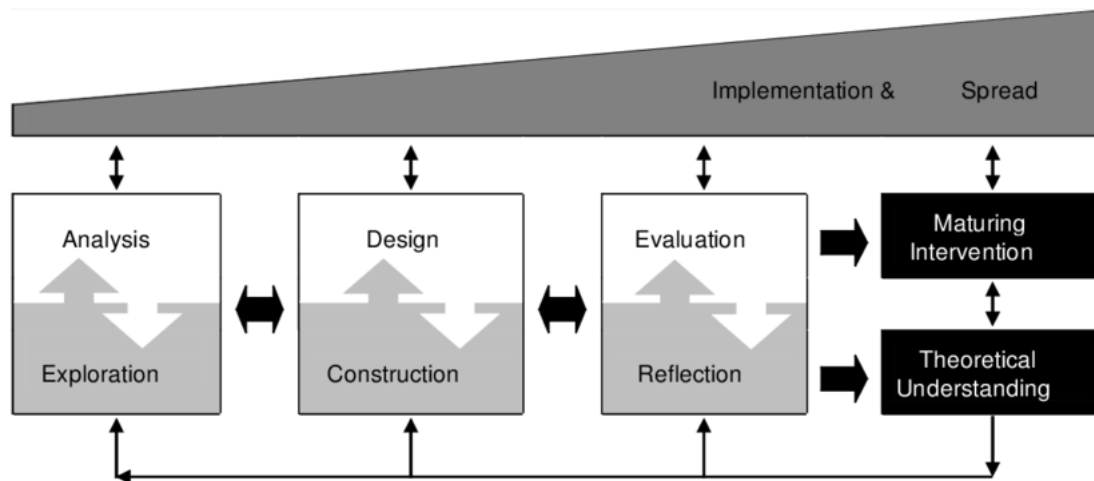 Implementation & Spread
Analysis
Exploration
Design
Construction
Evaluation
Reflection
Maturing
Intervention
Theoretical
Understanding